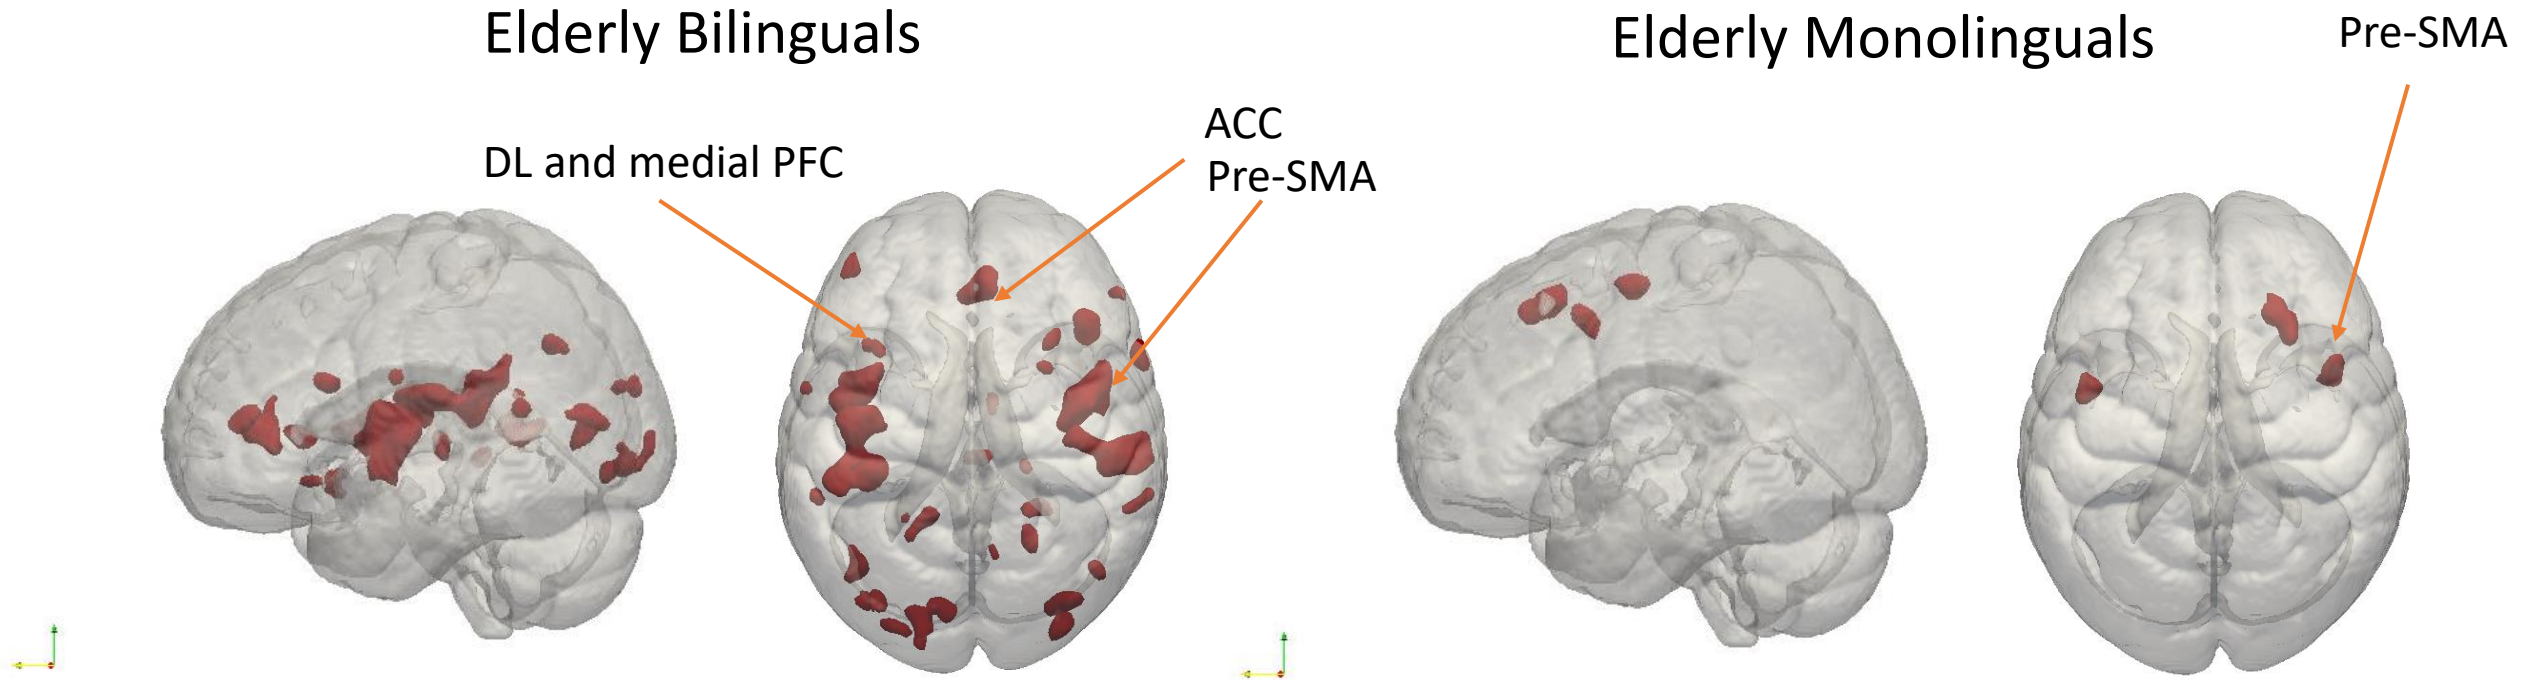 Elderly Bilinguals
DL and medial PFC
ACC
Pre-SMA
Elderly Monolinguals
Pre-SMA